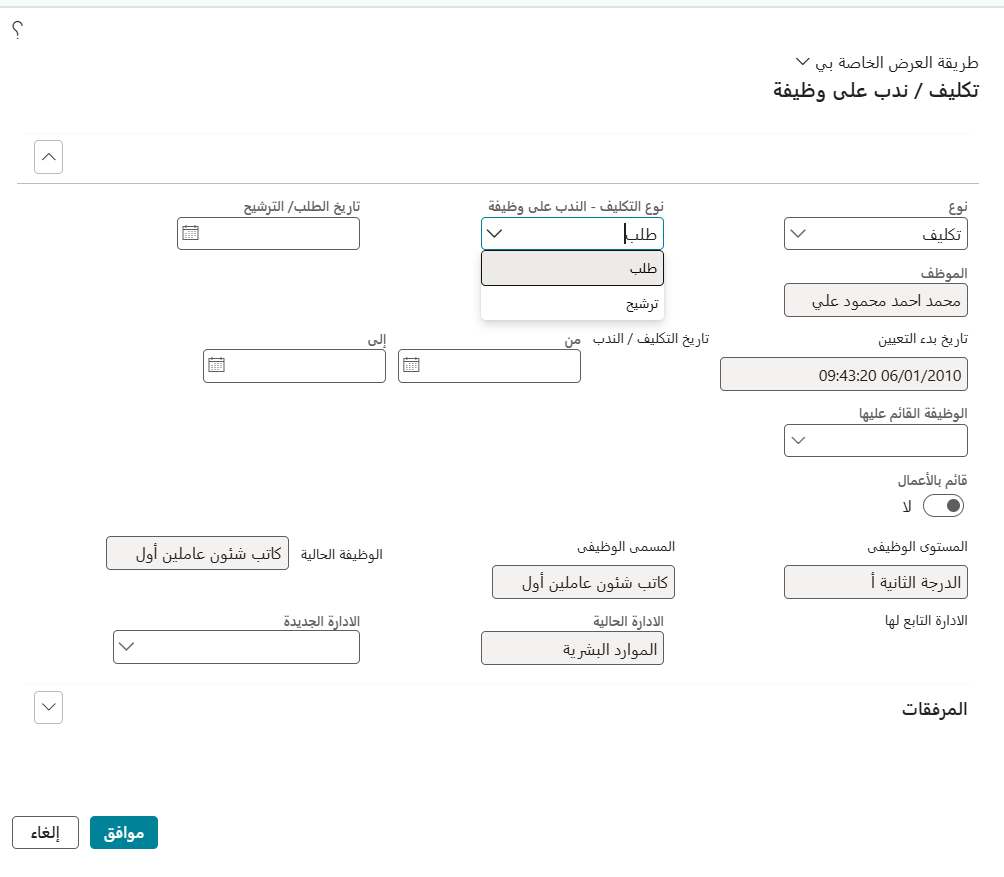 ؟
طريقة العرض الخاصة بي
تكليف / ندب على وظيفة
نوع
تكليف
نوع التكليف - الندب على وظيفة
طلب
طلب
ترشيح
تاريخ الطلب/ الترشيح
الموظف
محمد احمد محمود علي
تاريخ بدء التعيين
09:43:20 06/01/2010
تاريخ التكليف / الندب
من
إلى
الوظيفة القائم عليها
قائم بالأعمال
لا
المستوى الوظيفى
الدرجة الثانية أ
المسمى الوظيفى
كاتب شئون عاملين أول
الوظيفة الحالية
كاتب شئون عاملين أول
الادارة التابع لها
الادارة الحالية
الموارد البشرية
الادارة الجديدة
المرفقات
موافق
إلغاء